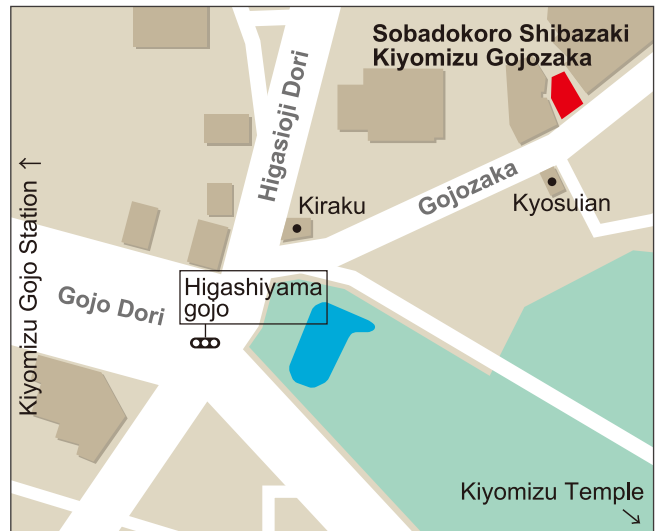 Sobadokoro Shibazaki
Kiyomizu Gojozaka
Higasioji Dori
Kiyomizu Gojo Station ↑
Kiraku
Gojozaka
Kyosuian
Gojo Dori
Higashiyama
gojo
Kiyomizu Temple
↘